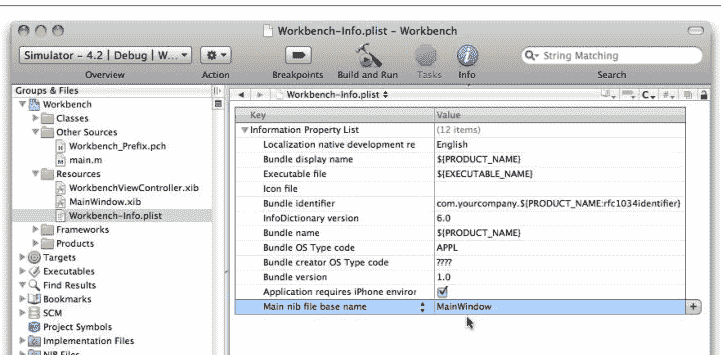 Workbench-Info.plist – Workbench
Simulator - 4.2 | Debug | W...
Overview
Action
Breakpoints
Build and Run
Tasks
Info
String Matching
Search
Groups & Files
Workbench
Classes
Other Sources
Workbench_Prefix.pch
main.m
Resources
WorkbenchViewController.xib
MainWindow.xib
Workbench-Info.plist
Frameworks
Products
Targets
Executables
Find Results
Bookmarks
SCM
Project Symbols
Implementation Files
NIB Files
Workbench-Info.plist
C
#
Key Value
Information Property List (12 items)
Localization native development re English
Bundle display name ${PRODUCT_NAME}
Executable file ${EXECUTABLE_NAME}
Icon file
Bundle identifier com.yourcompany.${PRODUCT_NAME:rfc1034identifier}
InfoDictionary version 6.0
Bundle name ${PRODUCT_NAME}
Bundle OS Type code APPL
Bundle creator OS Type code ????
Bundle version 1.0
Application requires iPhone enviror
Main nib file base name MainWindow